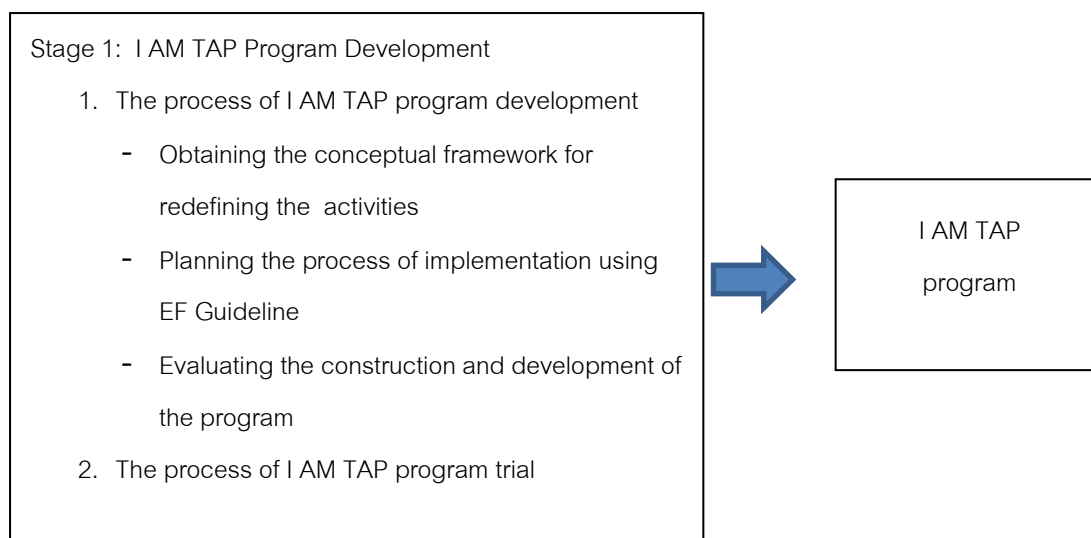 Stage 1: I AM TAP Program Development
1. The process of I AM TAP program development
- Obtaining the conceptual framework for
redefining the activities
- Planning the process of implementation using
EF Guideline
- Evaluating the construction and development of
the program
2. The process of I AM TAP program trial
I AM TAP
program